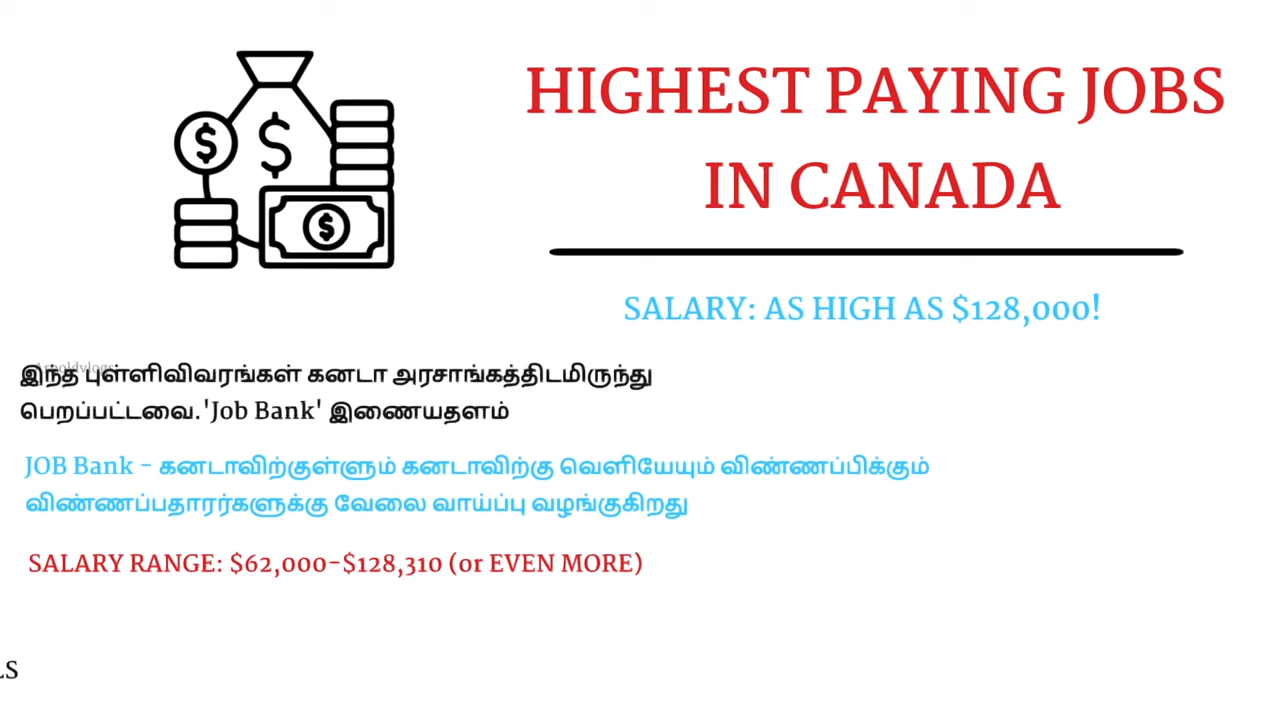 HIGHEST PAYING JOBS
IN CANADA
SALARY: AS HIGH AS $128,000!
இந்த புள்ளிவிவரங்கள் கனடா அரசாங்கத்திடமிருந்து
பெறப்பட்டவை.'Job Bank' இணையதளம்
JOB Bank - கனடாவிற்குள்ளும் கனடாவிற்கு வெளியேயும் விண்ணப்பிக்கும்
விண்ணப்பதாரர்களுக்கு வேலை வாய்ப்பு வழங்குகிறது
SALARY RANGE: $62,000-$128,310 (or EVEN MORE)